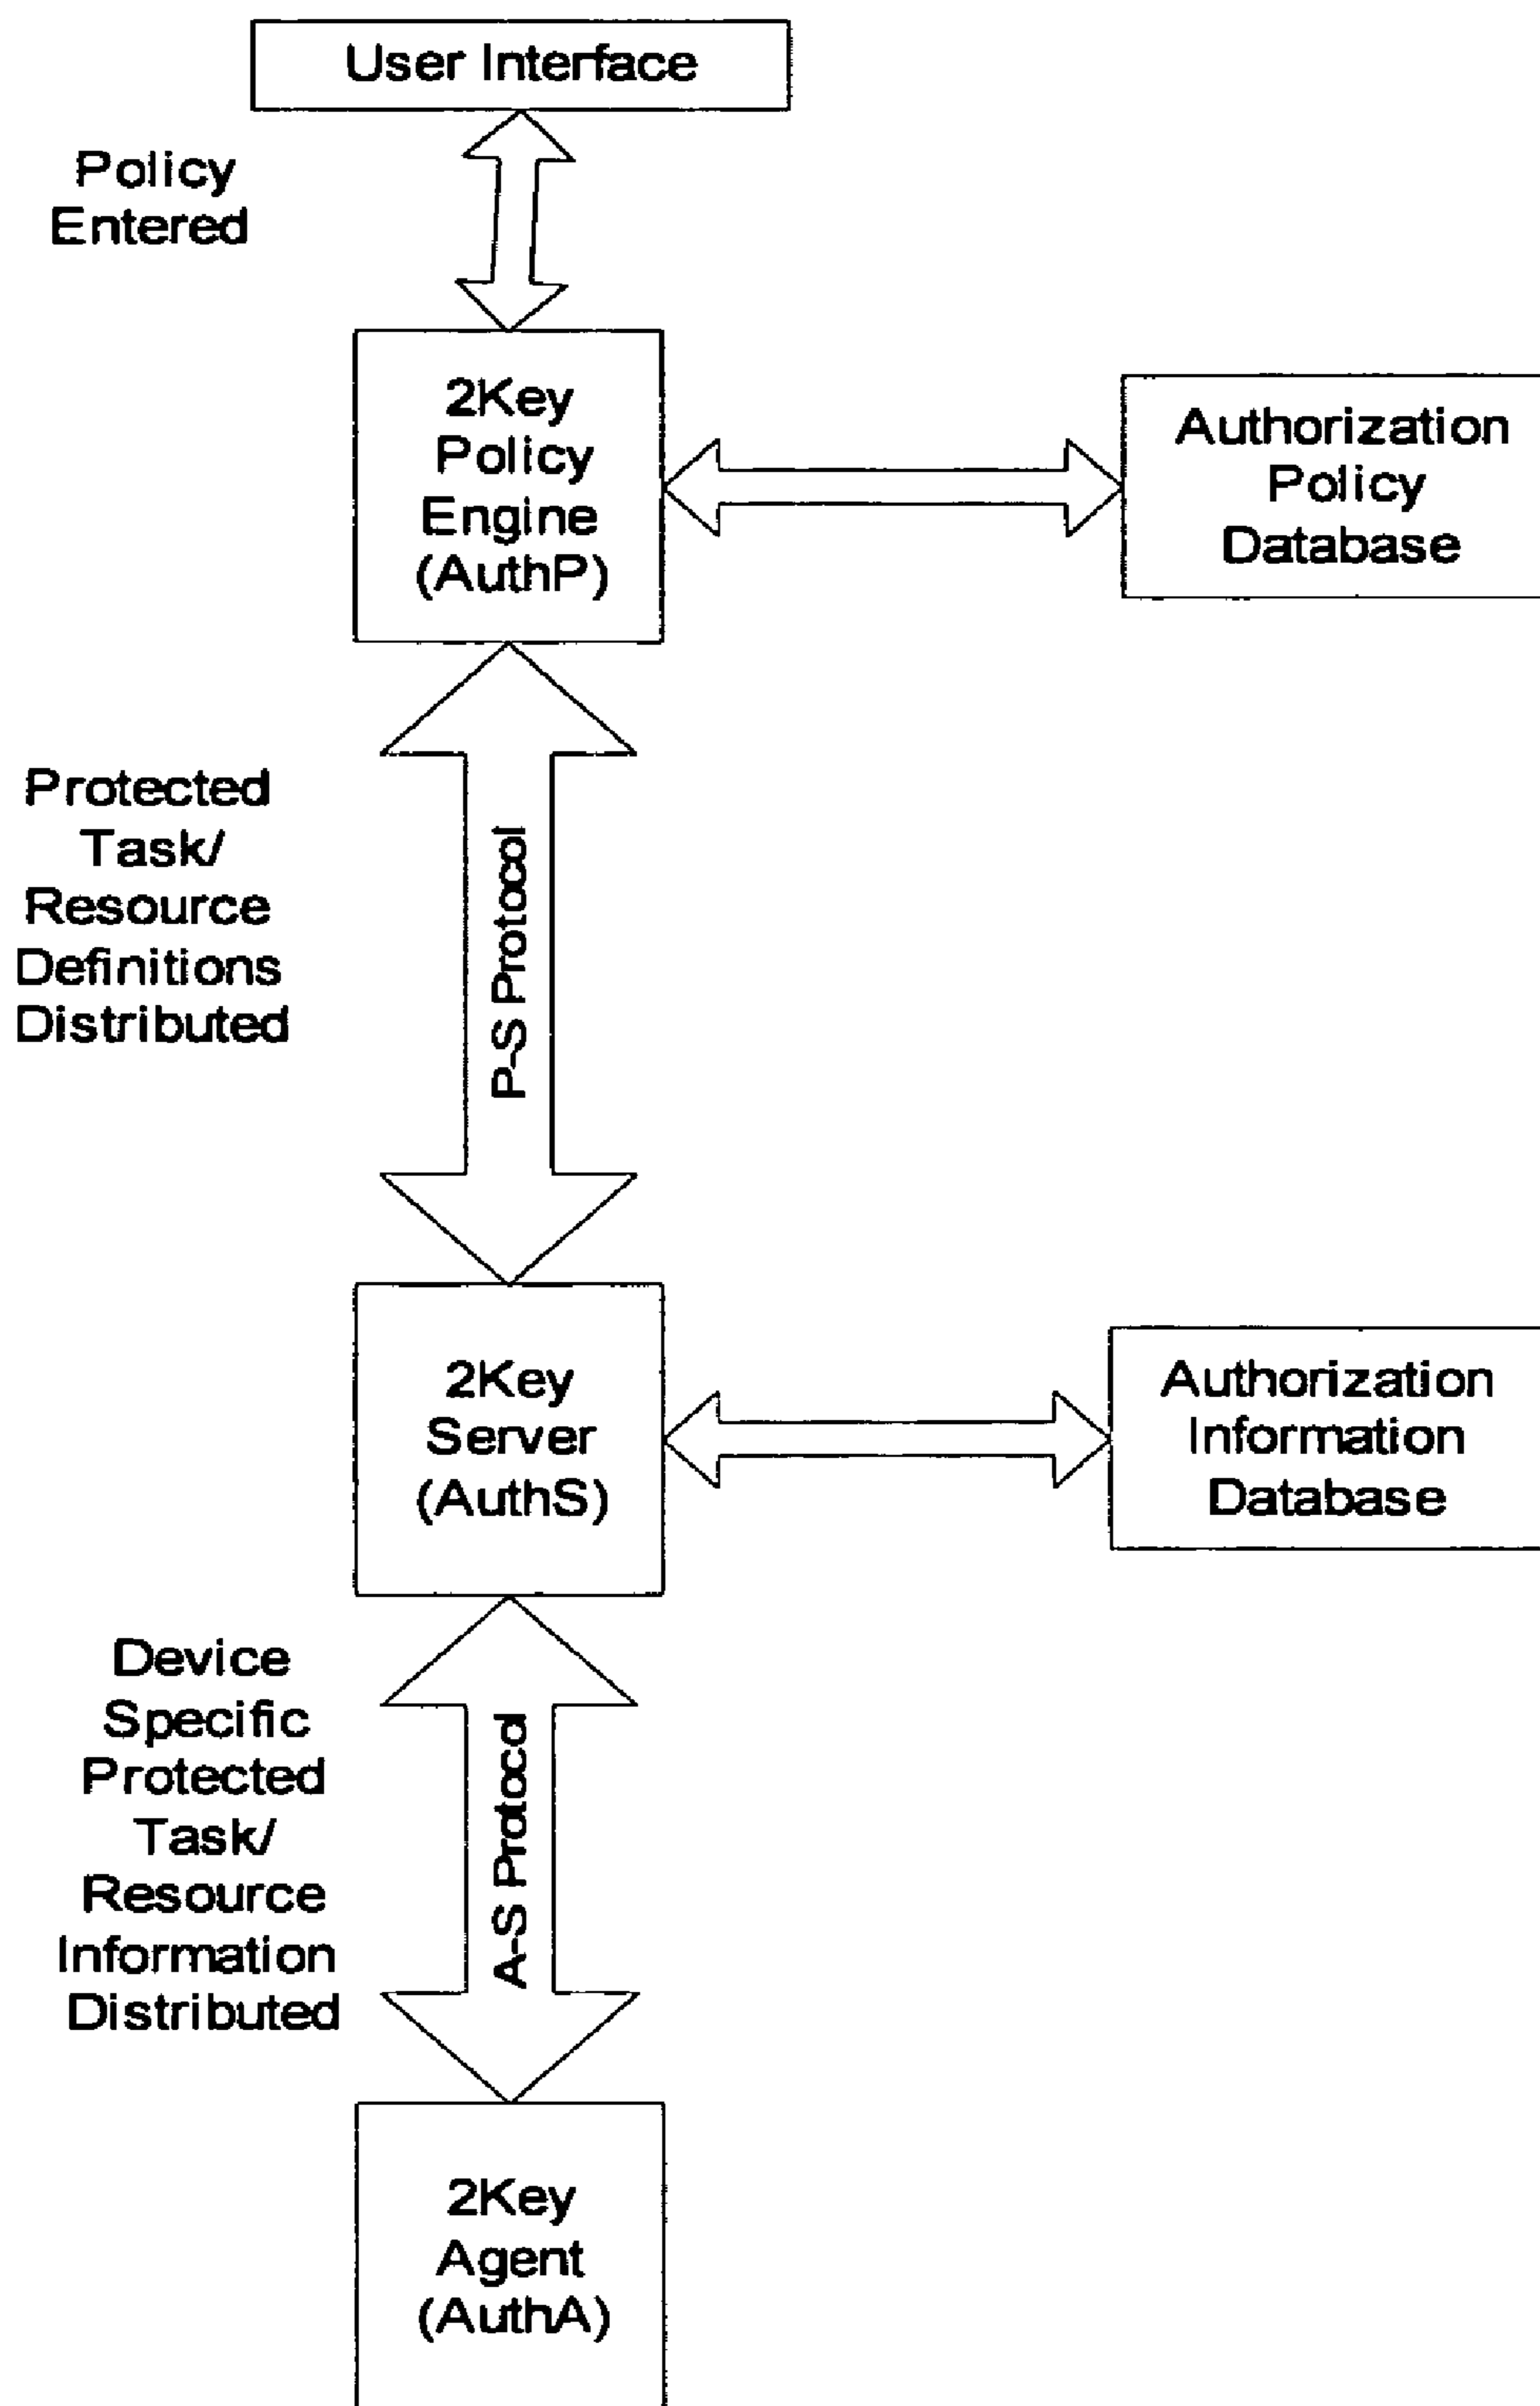 User Interface
Policy
Entered
2Key
Policy
Engine
(AuthP)
Authorization
Policy
Database
Protected
Task/
Resource
Definitions
Distributed
P-S Protocol
2Key
Server
(AuthS)
Authorization
Information
Database
Device
Specific
Protected
Task/
Resource
Information
Distributed
A-S Protocol
2Key
Agent
(AuthA)